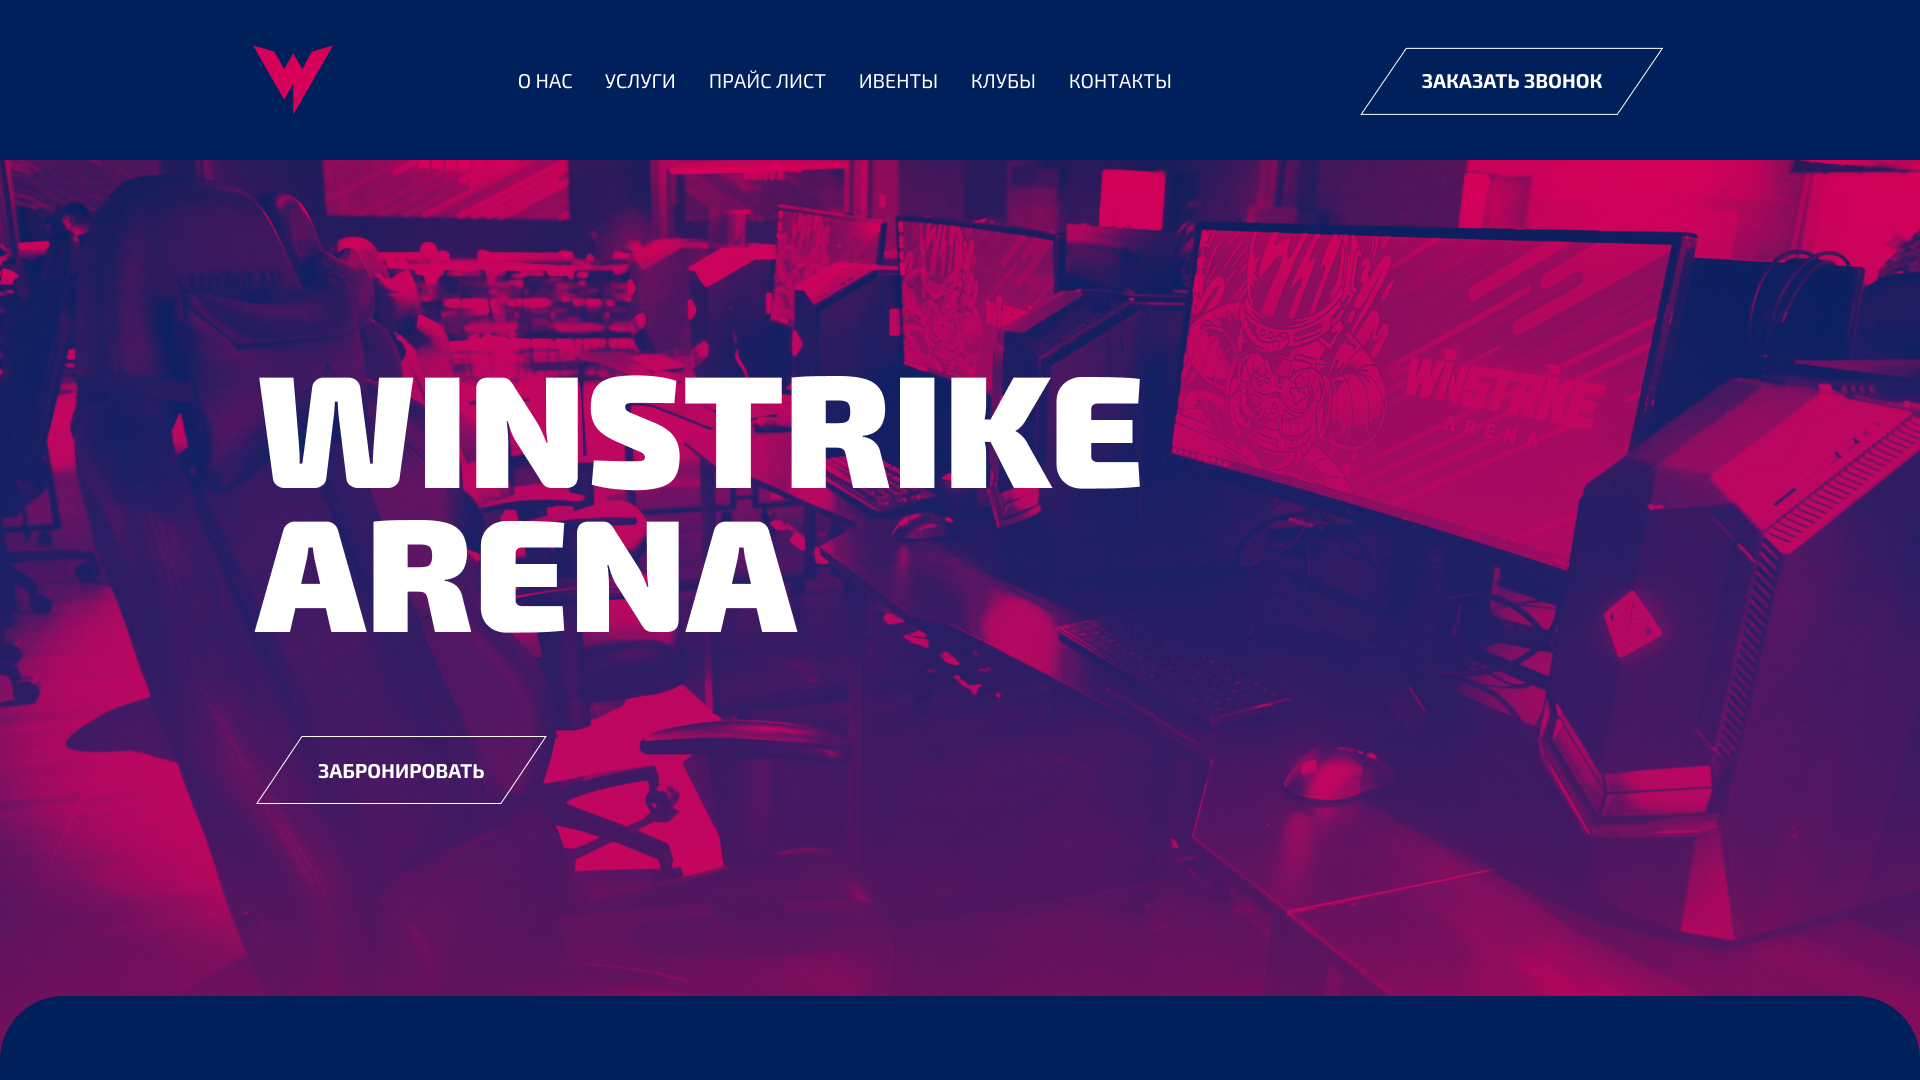 О НАС УСЛУГИ ПРАЙС ЛИСТ ИВЕНТЫ КЛУБЫ КОНТАКТЫ ЗАКАЗАТЬ ЗВОНОК
WINSTRIKE
ARENA
WINSTRIKE
ARENA
ЗАБРОНИРОВАТЬ